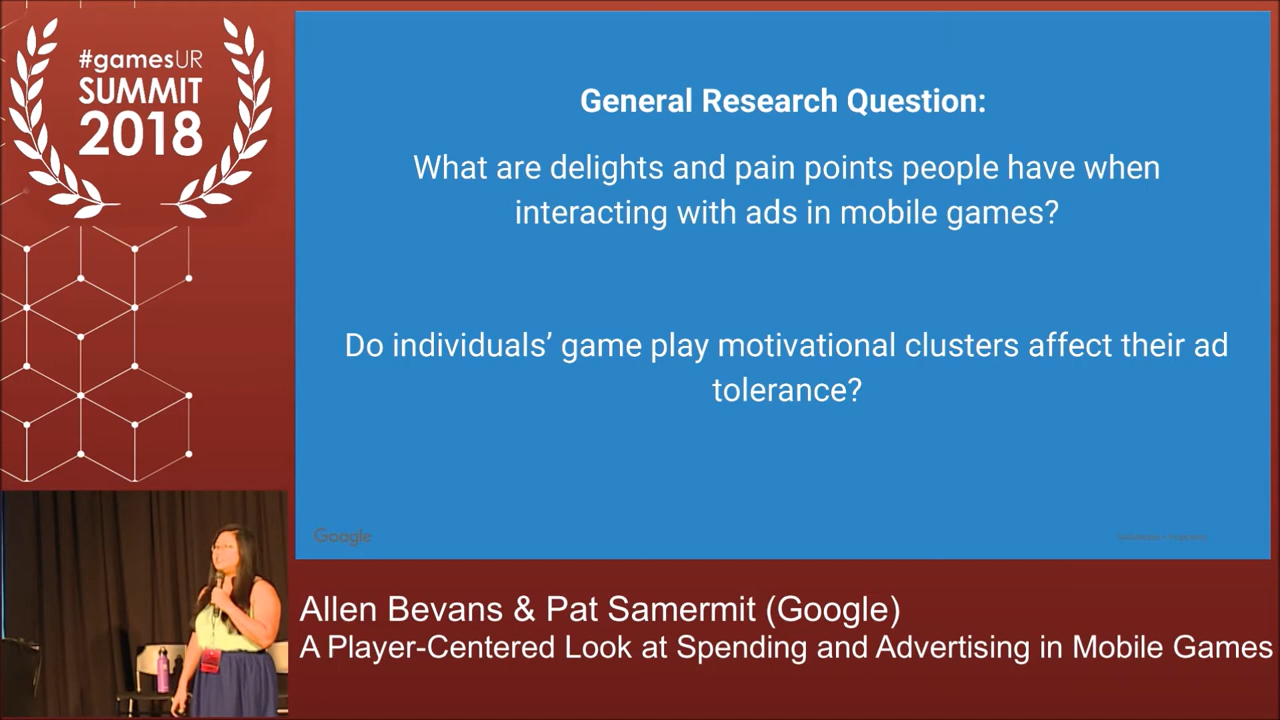 #gamesUR
SUMMIT
2018
General Research Question:
What are delights and pain points people have when
interacting with ads in mobile games?
Do individuals’ game play motivational clusters affect their ad
tolerance?
Google
Allen Bevans & Pat Samermit (Google)
A Player-Centered Look at Spending and Advertising in Mobile Games